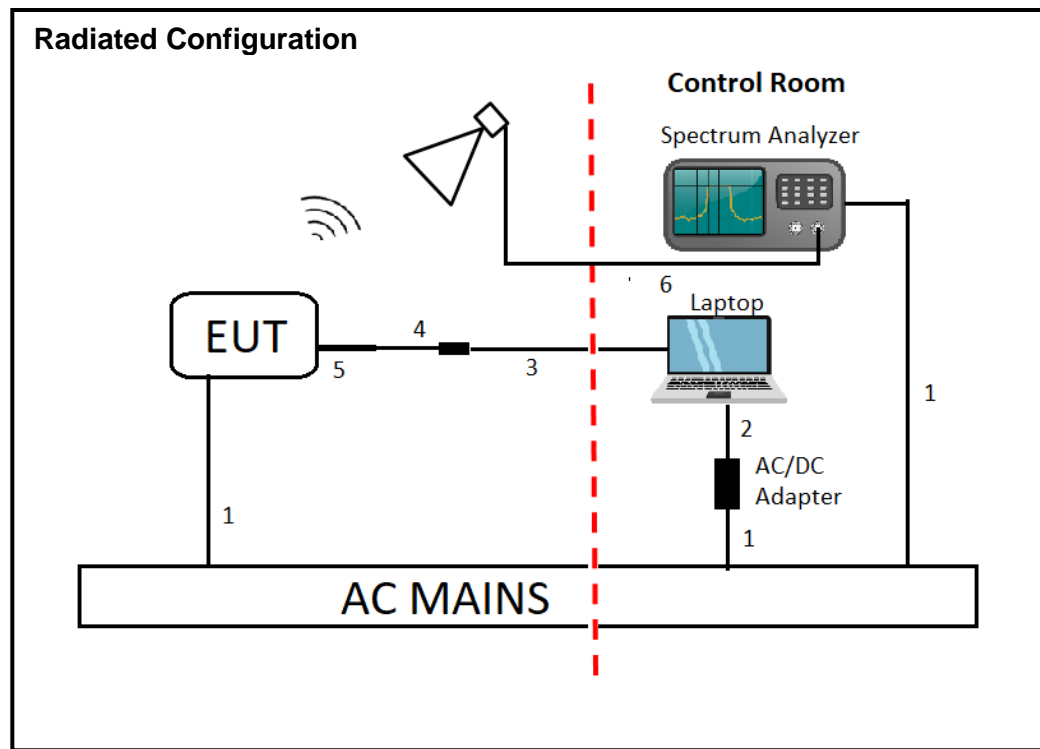 Radiated Configuration
Control Room
Spectrum Analyzer
6
Laptop
EUT
4
5
3
1
2
AC/DC
Adapter
1
1
AC MAINS